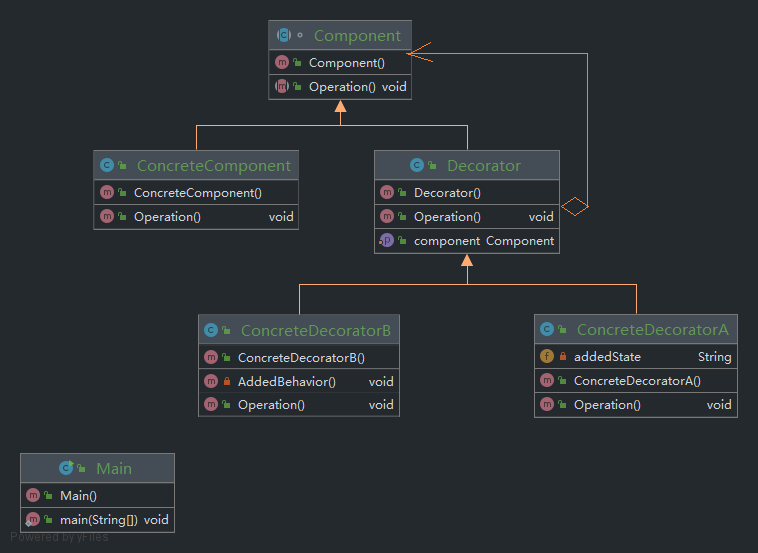 Component
Component()
Operation() void
ConcreteComponent
ConcreteComponent()
Operation() void
Decorator
Decorator()
Operation() void
component Component
ConcreteDecoratorB
ConcreteDecoratorB()
AddedBehavior() void
Operation() void
ConcreteDecoratorA
addedState String
ConcreteDecoratorA()
Operation() void
Main
Main()
main(String[]) void
Powered by yFiles